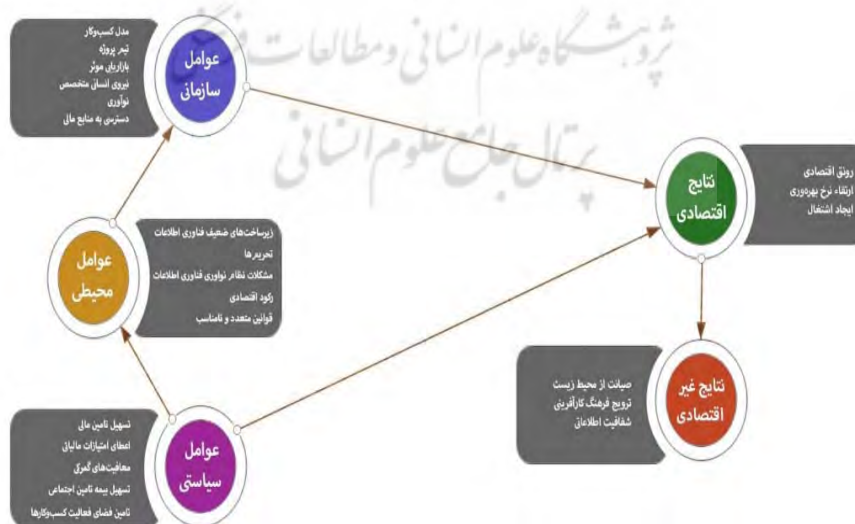 پژوهشگاه علوم انسانی و مطالعات فرهنگی
پرتال جامع علوم انسانی
عوامل
سازمانی
مدل کسب‌وکار
تیم پروژه
بازاریابی موثر
نیروی انسانی متخصص
نوآوری
دسترسی به منابع مالی
نتایج
اقتصادی
رونق اقتصادی
ارتقاء نرخ بهره‌وری
ایجاد اشتغال
عوامل
محیطی
زیرساخت‌های ضعیف فناوری اطلاعات
تحریم‌ها
مشکلات نظام نوآوری فناوری اطلاعات
رکود اقتصادی
قوانین متعدد و نامناسب
نتایج غیر
اقتصادی
صیانت از محیط زیست
ترویج فرهنگ کارآفرینی
شفافیت اطلاعاتی
عوامل
سیاستی
تسهیل تامین مالی
اعطای امتیازات مالیاتی
معافیت‌های گمرکی
تسهیل بیمه تامین اجتماعی
تامین فضای فعالیت کسب‌وکارها